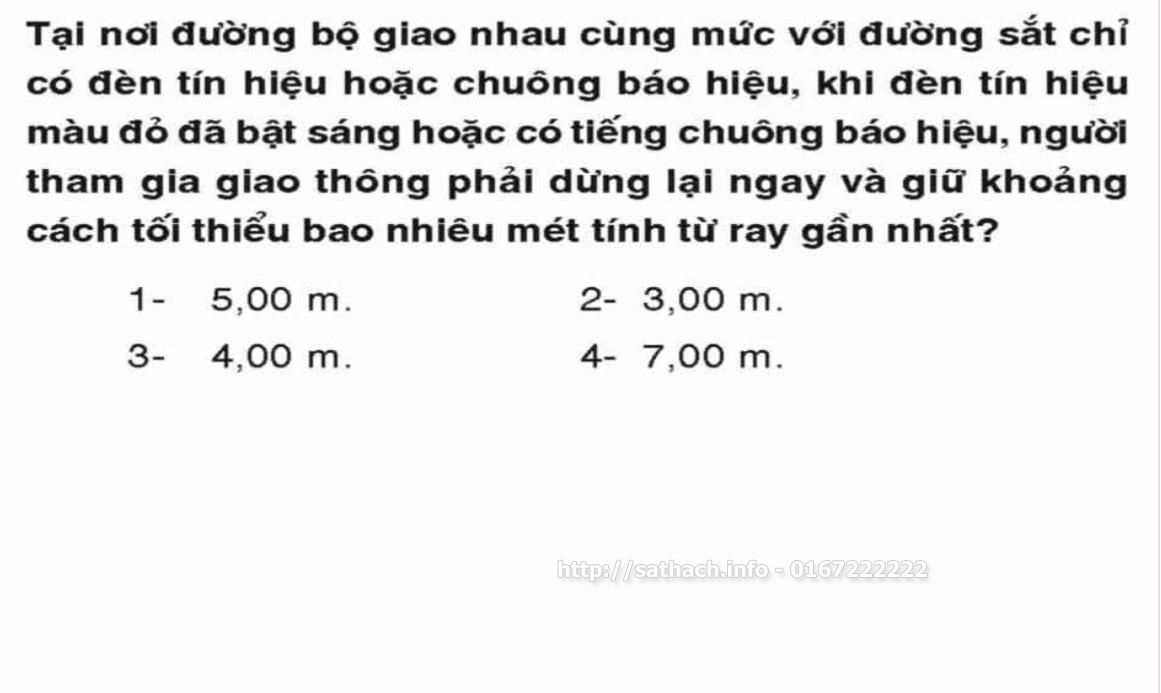 Tại nơi đường bộ giao nhau cùng mức với đường sắt chỉ
có đèn tín hiệu hoặc chuông báo hiệu, khi đèn tín hiệu
màu đỏ đã bật sáng hoặc có tiếng chuông báo hiệu, người
tham gia giao thông phải dừng lại ngay và giữ khoảng
cách tối thiểu bao nhiêu mét tính từ ray gần nhất?
1- 5,00 m. 2- 3,00 m.
3- 4,00 m. 4- 7,00 m.
http://sathach.info - 0167222222